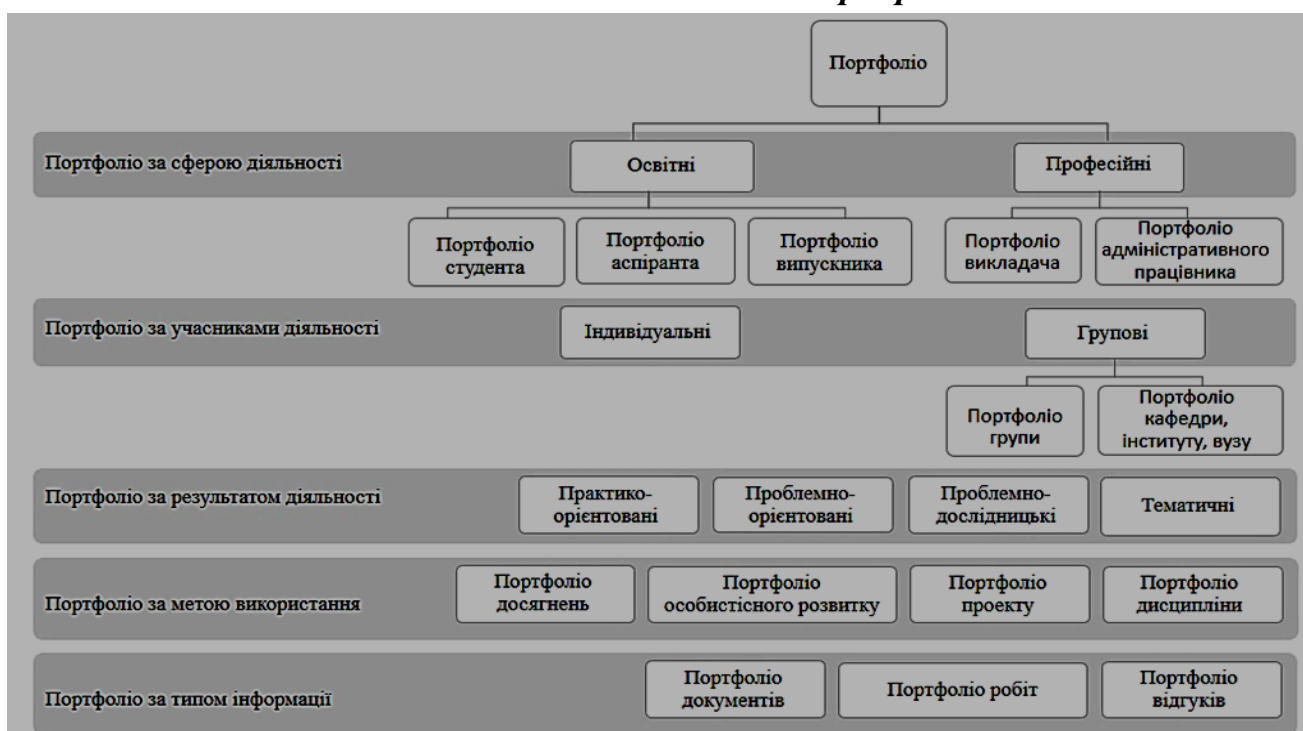 Портфоліо
Портфоліо за сферою діяльності
Освітні
Професійні
Портфоліо
студента
Портфоліо
аспіранта
Портфоліо
випускника
Портфоліо
викладача
Портфоліо
адміністративного
працівника
Портфоліо за учасниками діяльності
Індивідуальні
Групові
Портфоліо
групи
Портфоліо
кафедри,
інституту, вузу
Портфоліо за результатом діяльності
Практико-
орієнтовані
Проблемно-
орієнтовані
Проблемно-
дослідницькі
Тематичні
Портфоліо за метою використання
Портфоліо
досягнень
Портфоліо
особистісного розвитку
Портфоліо
проекту
Портфоліо
дисципліни
Портфоліо за типом інформації
Портфоліо
документів
Портфоліо робіт
Портфоліо
відгуків